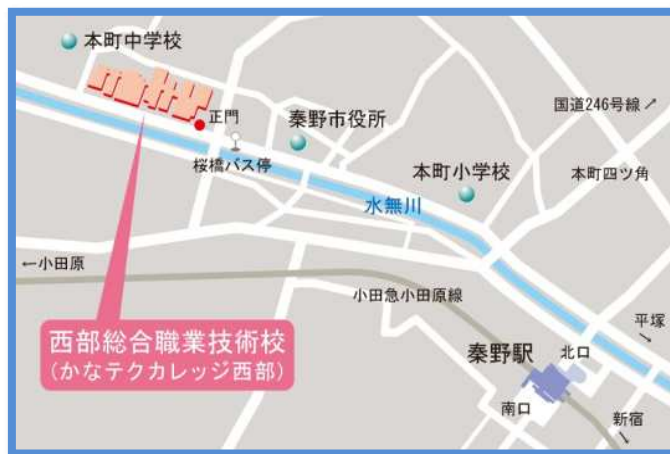 本町中学校
国道246号線↗
正門
秦野市役所
桜橋バス停
本町小学校
本町四ツ角
水無川
←小田原
小田急小田原線
西部総合職業技術校
(かなテクカレッジ西部)
平塚
↘
秦野駅
北口
南口
新宿
↘